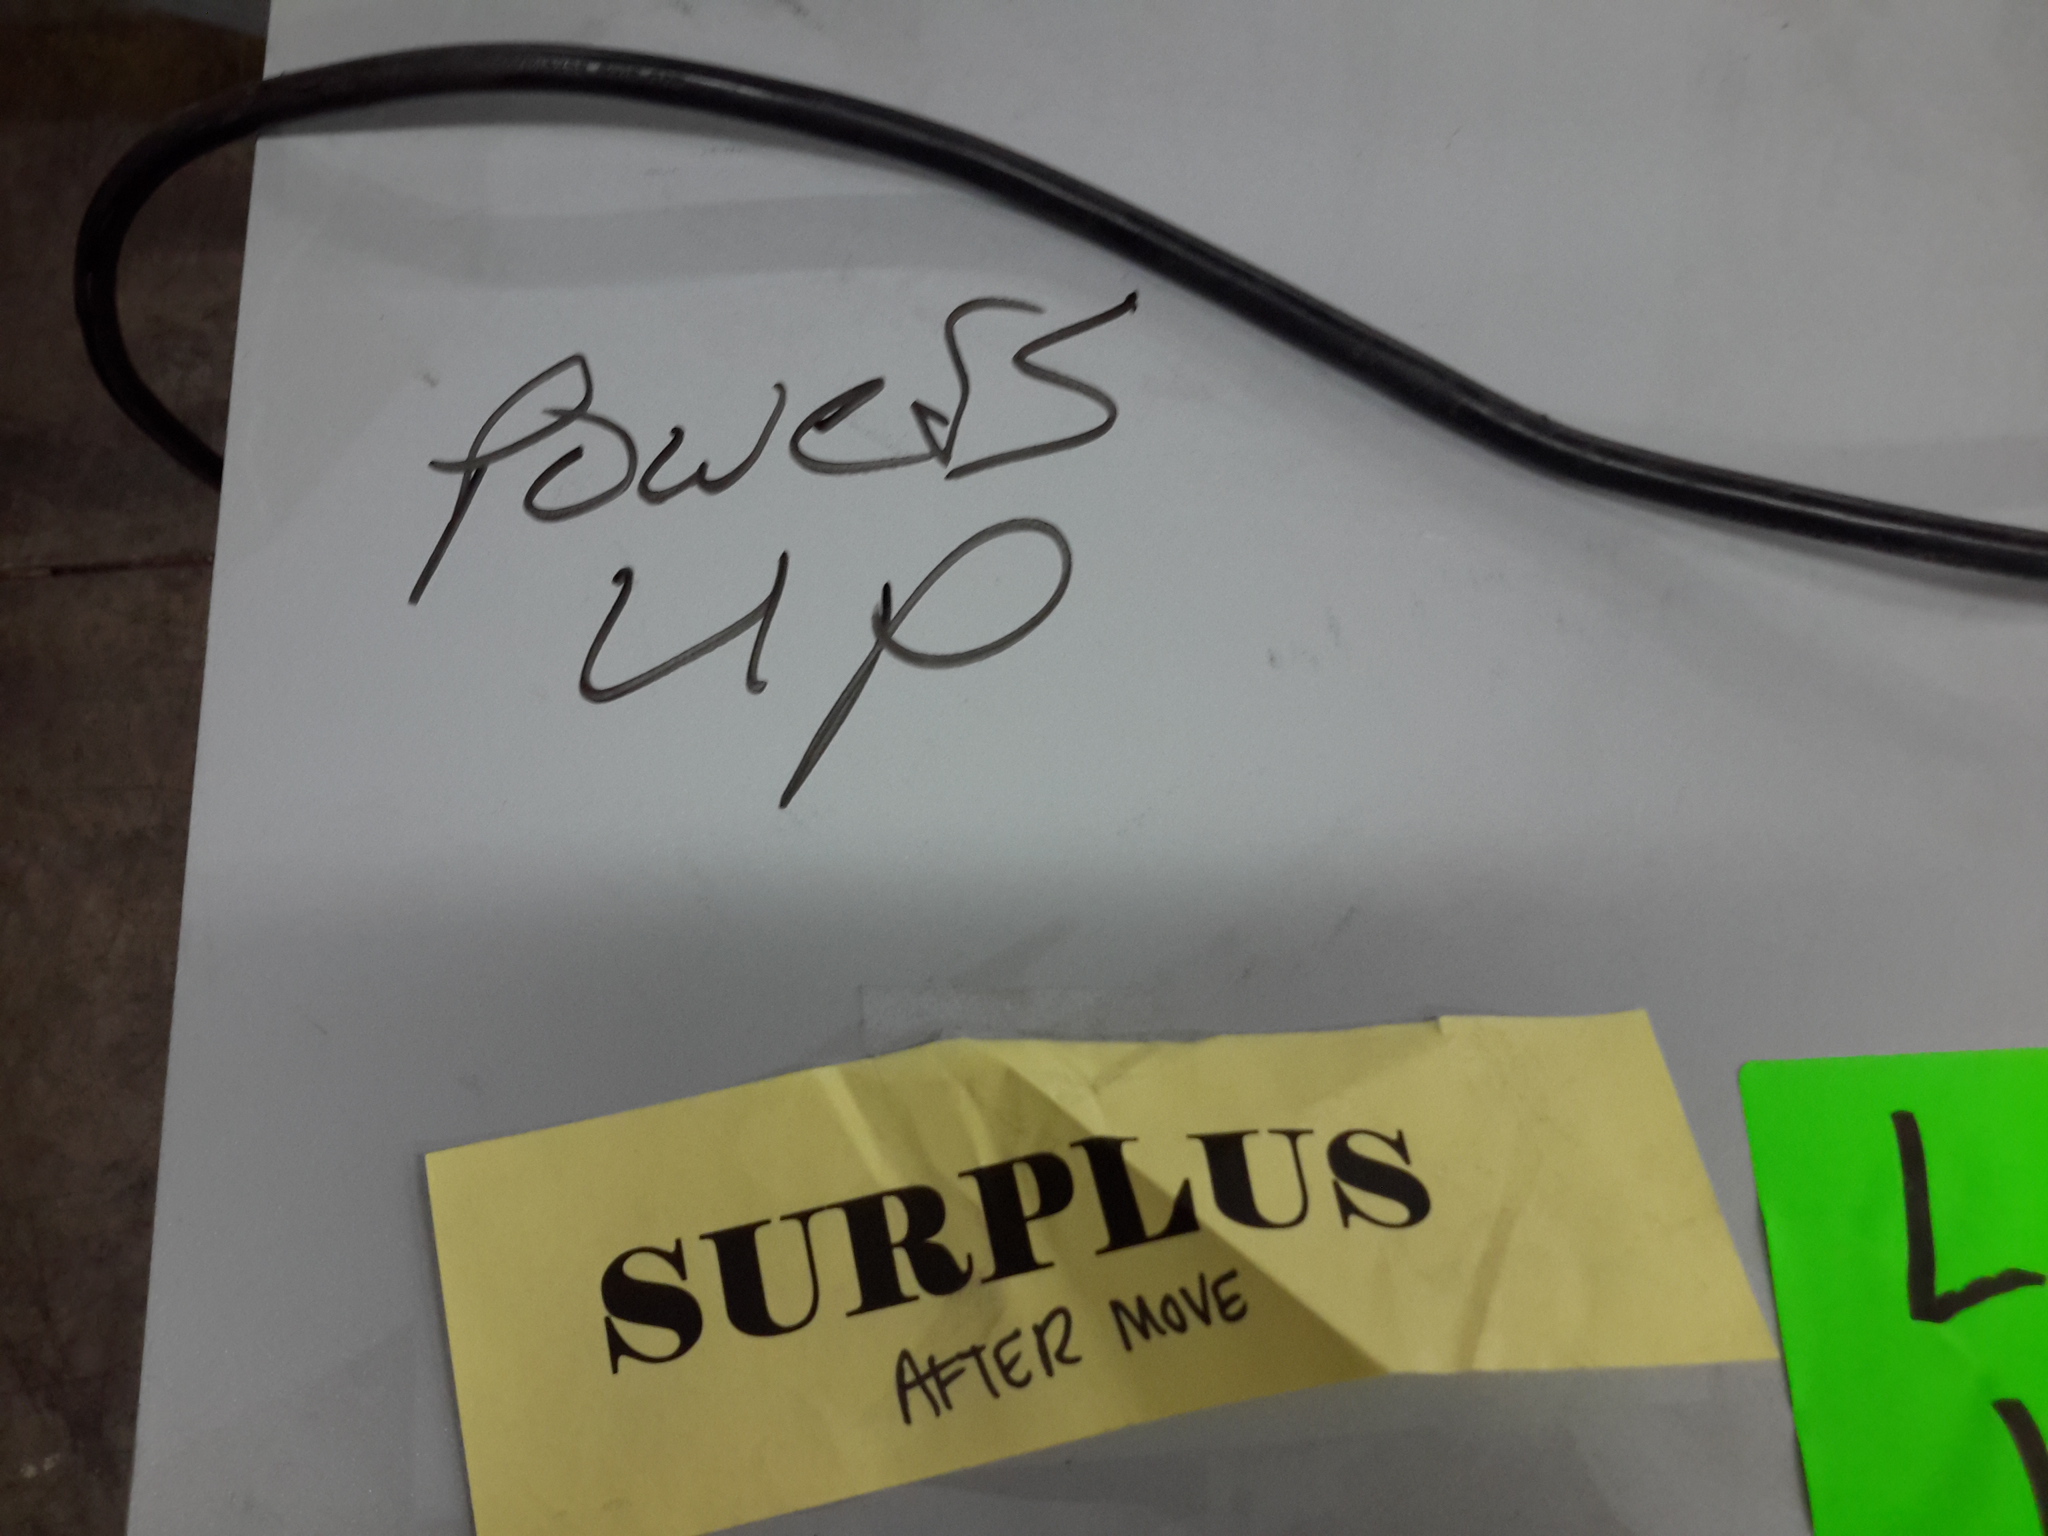 Powers
up
SURPLUS
AFTER MOVE
L